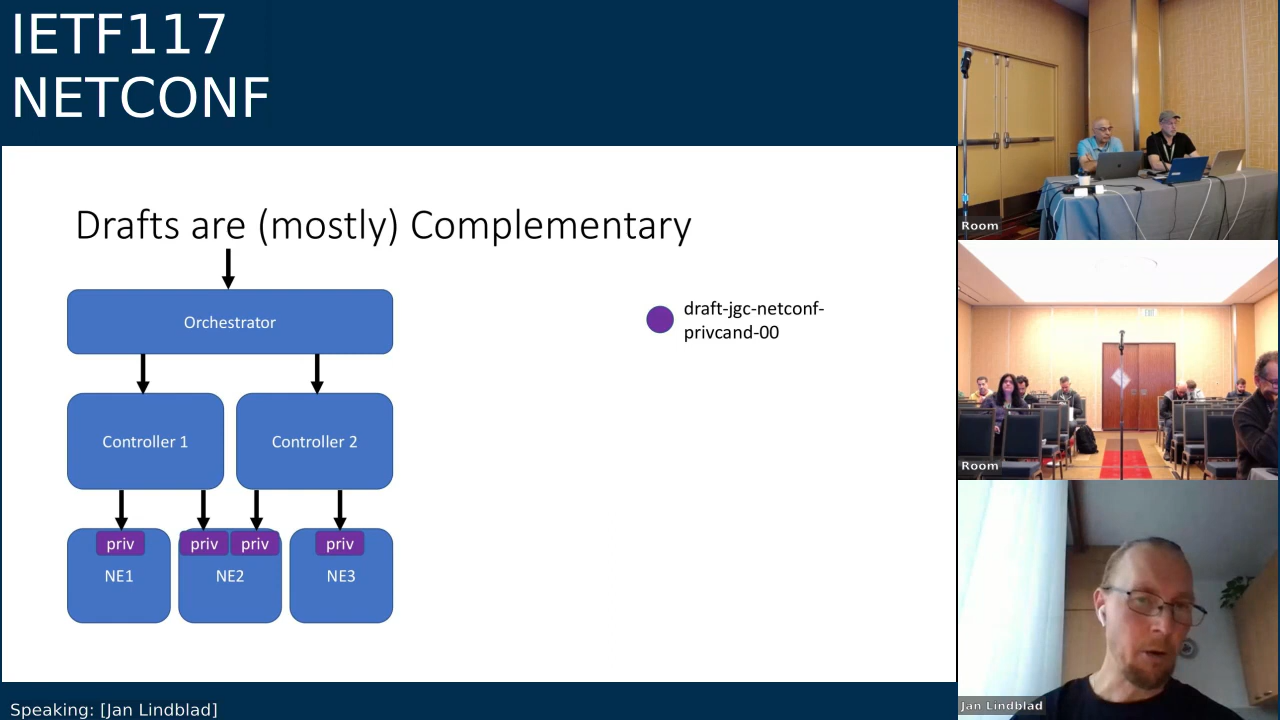 IETF117
NETCONF
Drafts are (mostly) Complementary
Orchestrator
draft-jgc-netconf-
privcand-00
Controller 1
Controller 2
priv
priv
priv
priv
NE1
NE2
NE3
Room
Room
Jan Lindblad
Speaking: [Jan Lindblad]